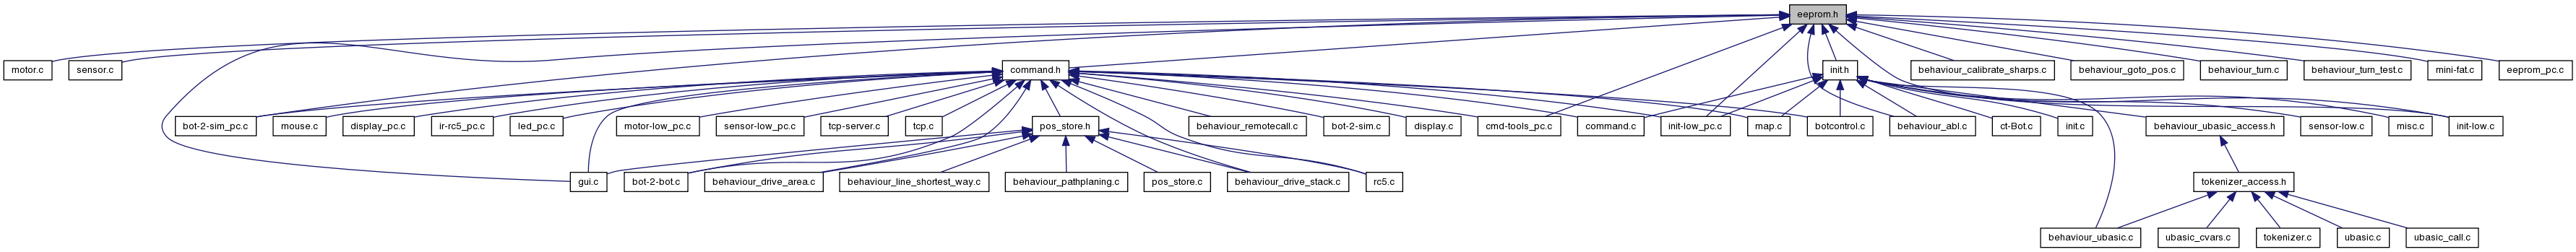 eeprom.h
motor.c
sensor.c
command.h
init.h
behaviour_calibrate_sharps.c
behaviour_goto_pos.c
behaviour_turn.c
behaviour_turn_test.c
mini-fat.c
eeprom_pc.c
bot-2-sim_pc.c
mouse.c
display_pc.c
ir-rc5_pc.c
led_pc.c
motor-low_pc.c
sensor-low_pc.c
tcp-server.c
tcp.c
pos_store.h
behaviour_remotecall.c
bot-2-sim.c
display.c
cmd-tools_pc.c
command.c
init-low_pc.c
map.c
botcontrol.c
behaviour_abl.c
ct-Bot.c
init.c
behaviour_ubasic_access.h
sensor-low.c
misc.c
init-low.c
gui.c
bot-2-bot.c
behaviour_drive_area.c
behaviour_line_shortest_way.c
behaviour_pathplaning.c
pos_store.c
behaviour_drive_stack.c
rc5.c
tokenizer_access.h
behaviour_ubasic.c
ubasic_cvars.c
tokenizer.c
ubasic.c
ubasic_call.c